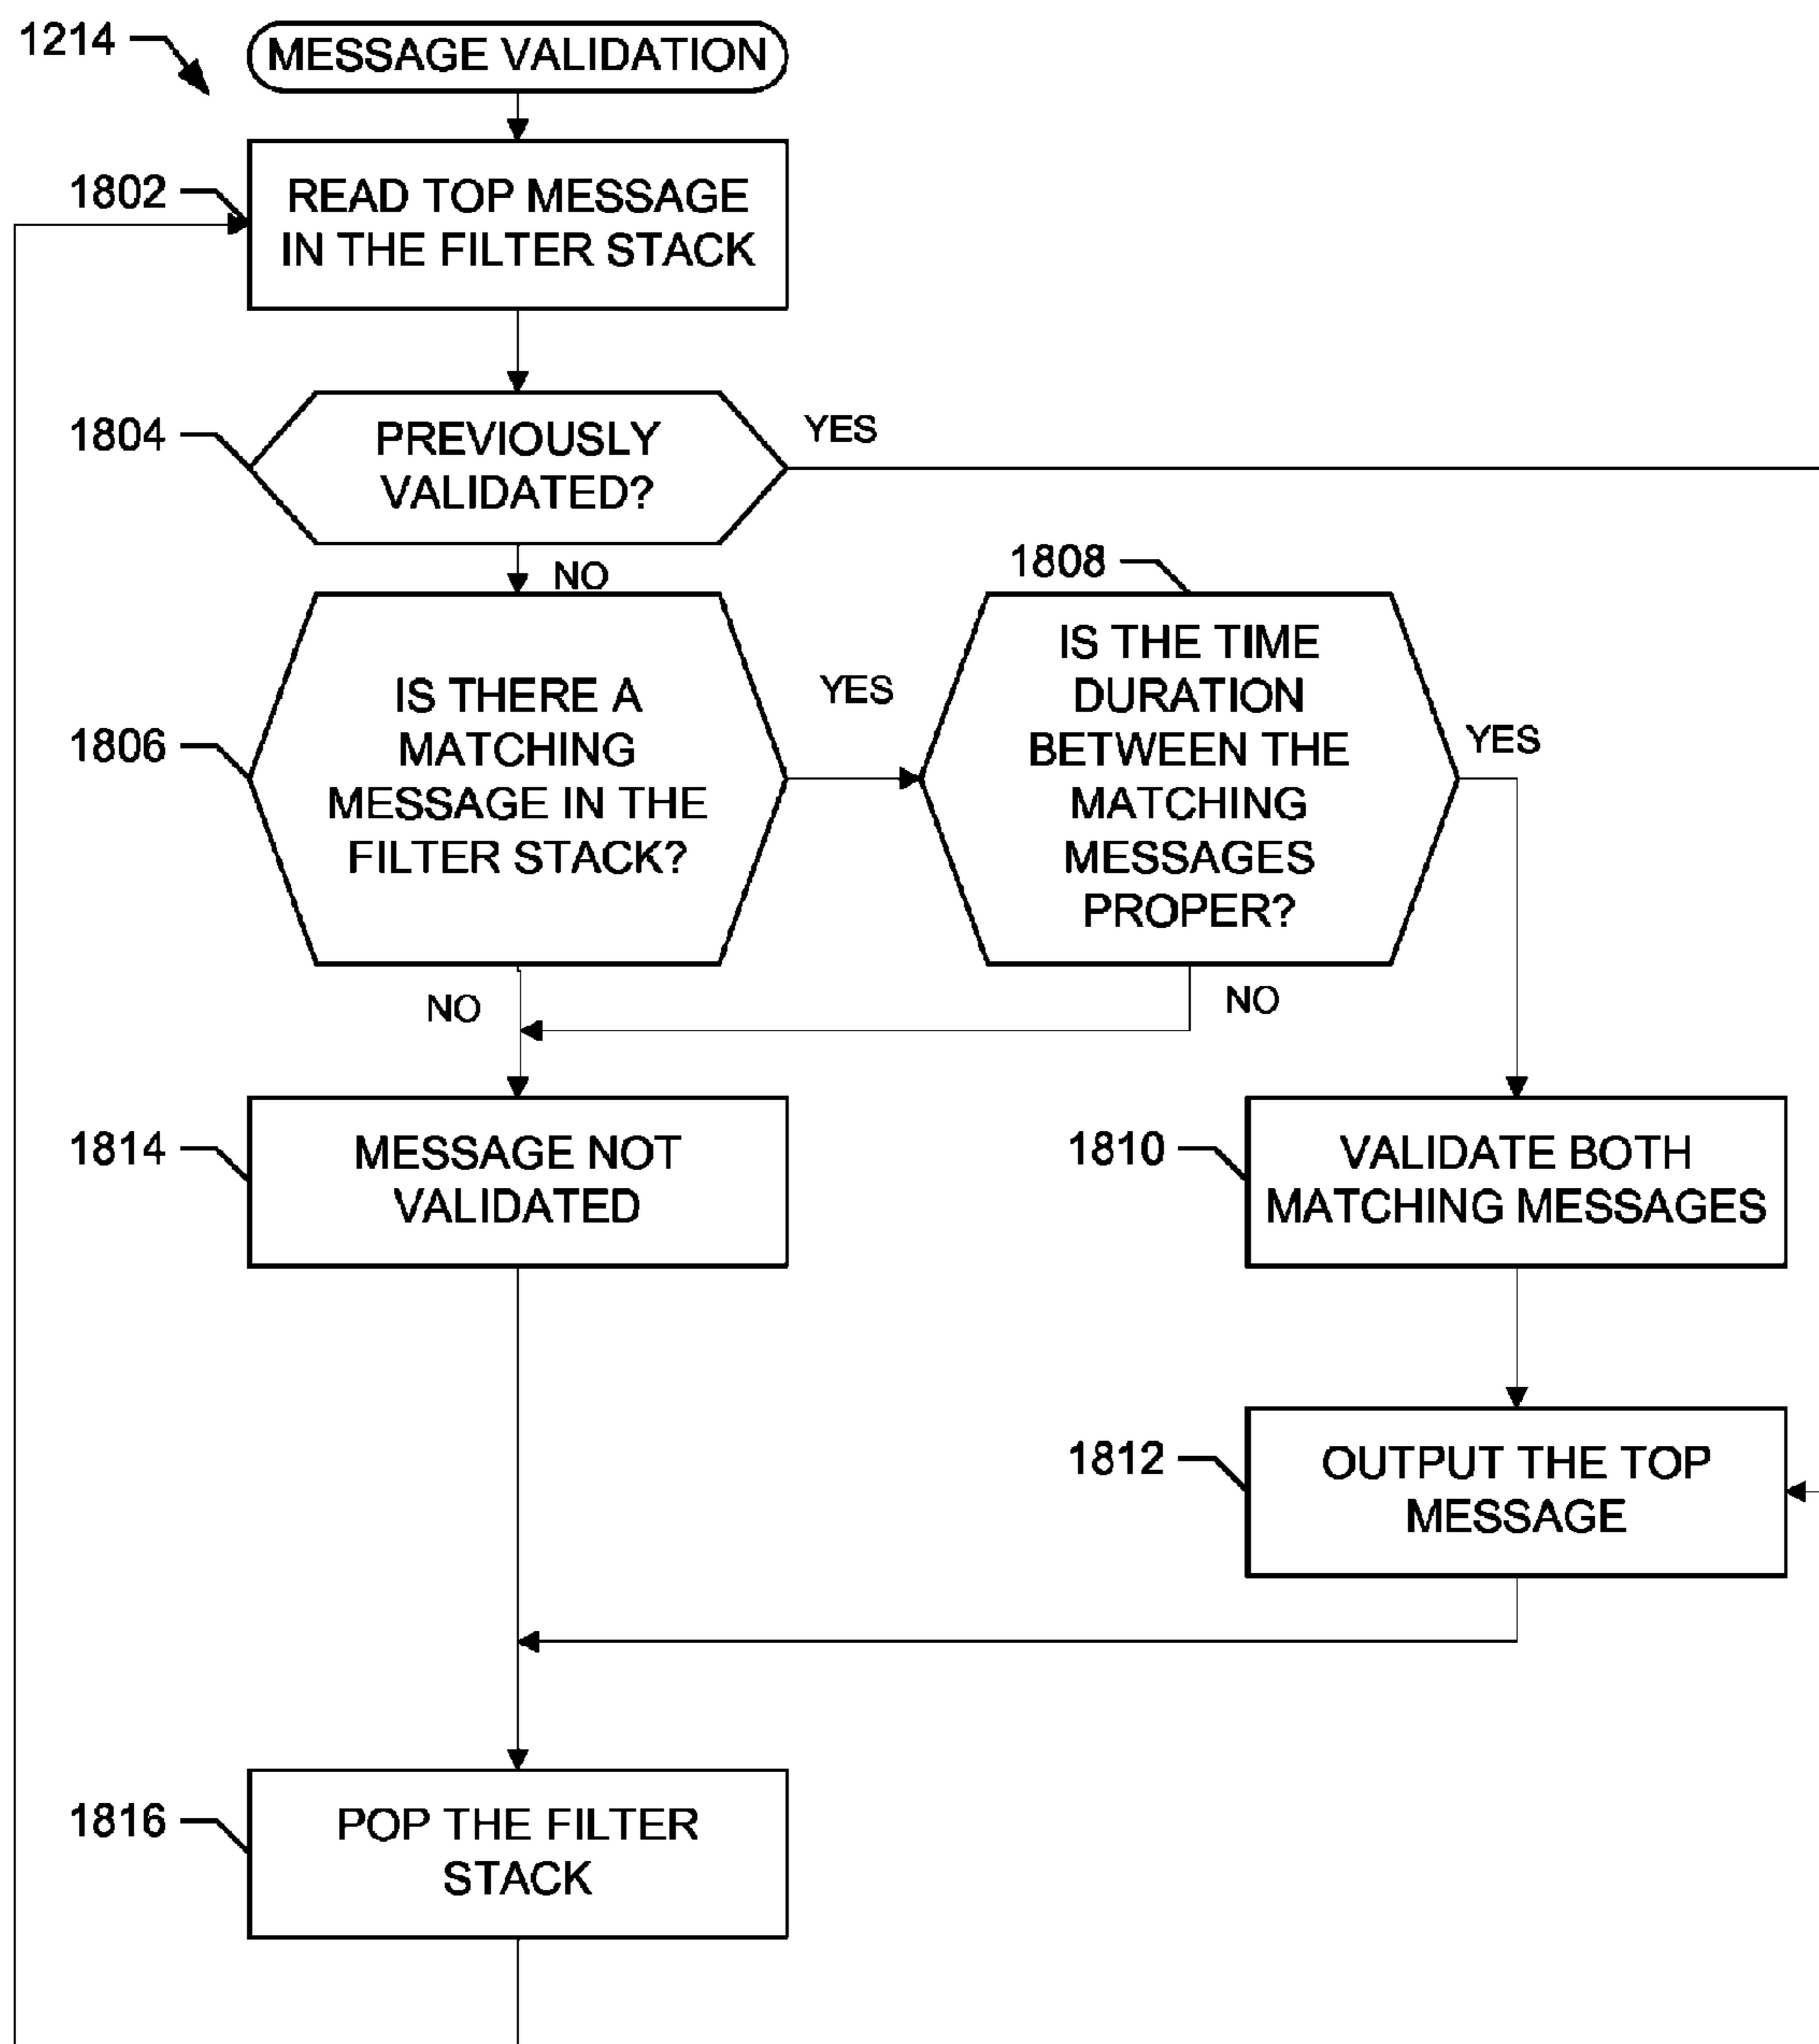 1214
MESSAGE VALIDATION
1802
READ TOP MESSAGE
IN THE FILTER STACK
1804
PREVIOUSLY
VALIDATED?
YES
NO
1806
IS THERE A
MATCHING
MESSAGE IN THE
FILTER STACK?
YES
NO
1808
IS THE TIME
DURATION
BETWEEN THE
MATCHING
MESSAGES
PROPER?
YES
NO
1814
MESSAGE NOT
VALIDATED
1810
VALIDATE BOTH
MATCHING MESSAGES
1812
OUTPUT THE TOP
MESSAGE
1816
POP THE FILTER
STACK